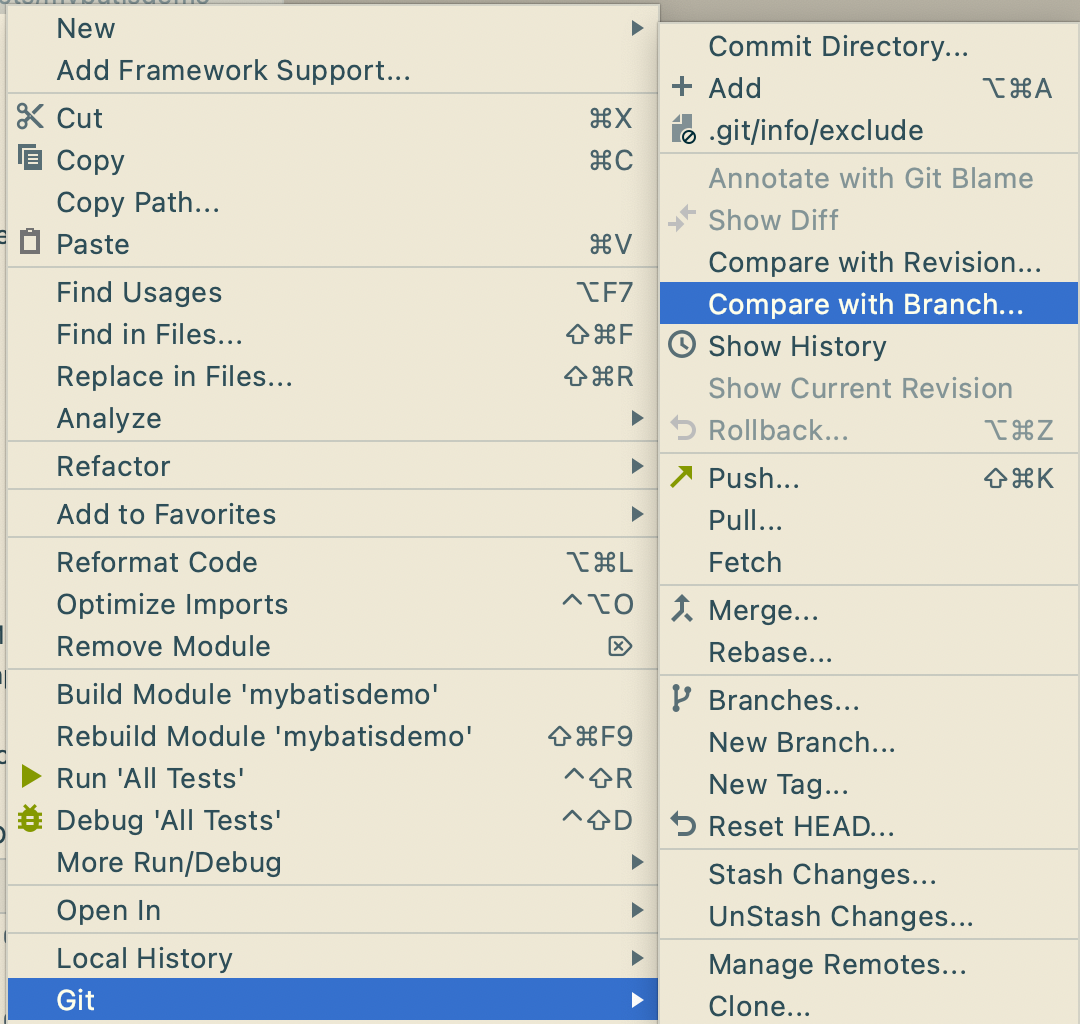 New
Add Framework Support...
Cut ⌘X
Copy ⌘C
Copy Path...
Paste ⌘V
Find Usages ⌥F7
Find in Files... ⇧⌘F
Replace in Files... ⇧⌘R
Analyze
Refactor
Add to Favorites
Reformat Code ⌥⌘L
Optimize Imports ^⌥O
Remove Module ⌦
Build Module 'mybatisdemo'
Rebuild Module 'mybatisdemo' ⇧⌘F9
Run 'All Tests' ^⇧R
Debug 'All Tests' ^⇧D
More Run/Debug
Open In
Local History
Git
Commit Directory...
Add ⌥⌘A
.git/info/exclude
Annotate with Git Blame
Show Diff
Compare with Revision...
Compare with Branch...
Show History
Show Current Revision
Rollback... ⌥⌘Z
Push... ⇧⌘K
Pull...
Fetch
Merge...
Rebase...
Branches...
New Branch...
New Tag...
Reset HEAD...
Stash Changes...
UnStash Changes...
Manage Remotes...
Clone...